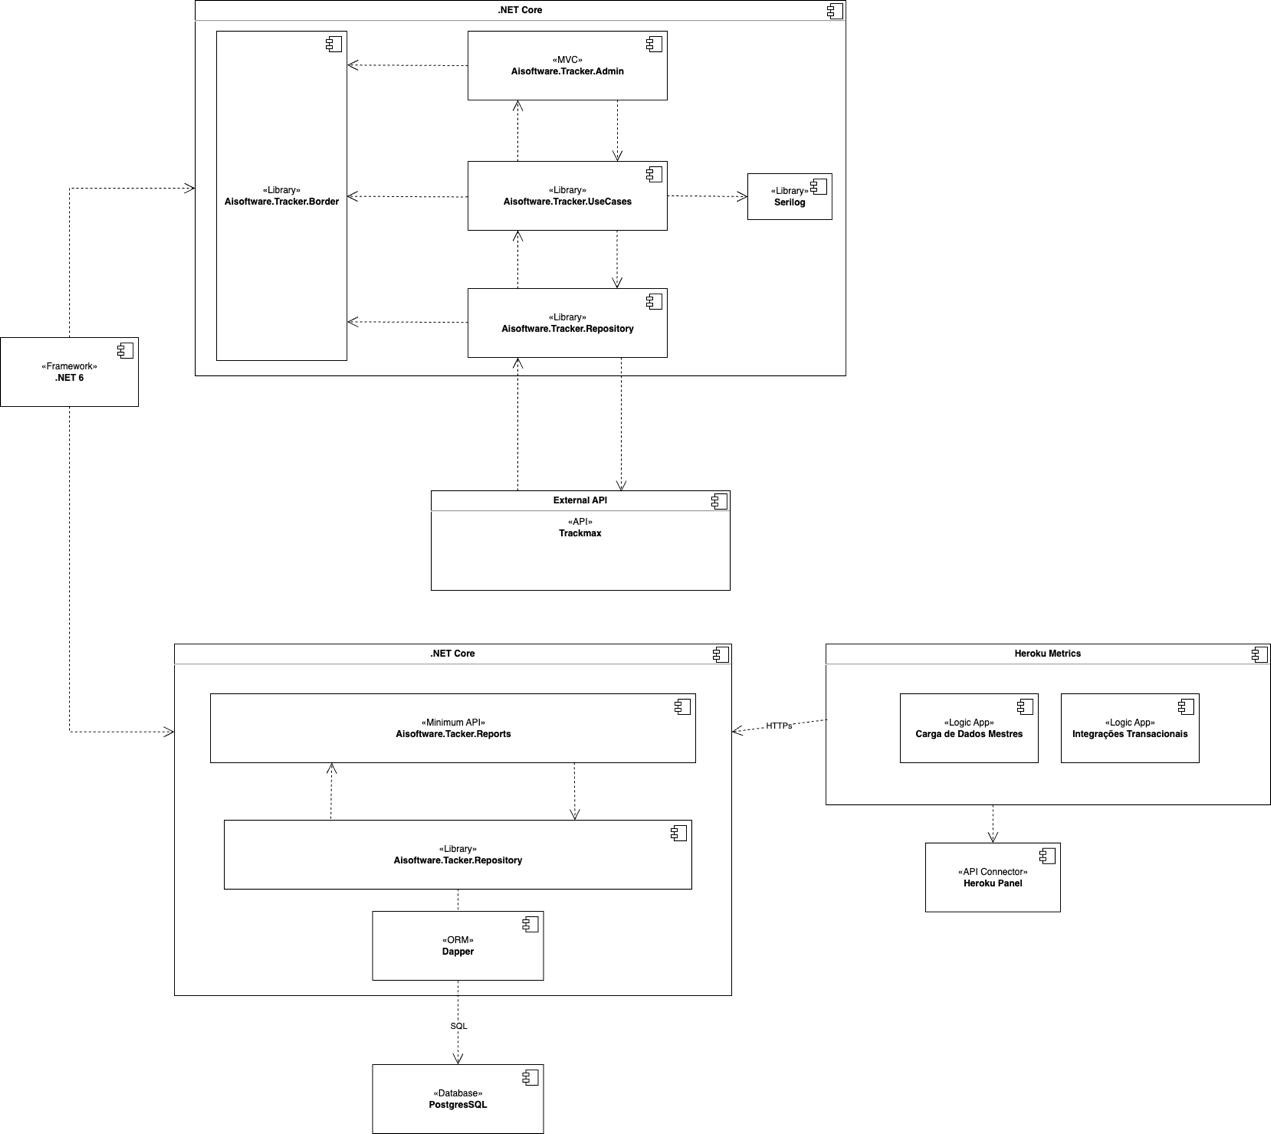 .NET Core
«MVC»
Aisoftware.Tracker.Admin
«Library»
Aisoftware.Tracker.Border
«Library»
Aisoftware.Tracker.UseCases
«Library»
Serilog
«Library»
Aisoftware.Tracker.Repository
«Framework»
.NET 6
External API
«API»
Trackmax
.NET Core
«Minimum API»
Aisoftware.Tacker.Reports
«Library»
Aisoftware.Tacker.Repository
«ORM»
Dapper
SQL
«Database»
PostgresSQL
HTTPs
Heroku Metrics
«Logic App»
Carga de Dados Mestres
«Logic App»
Integrações Transacionais
«API Connector»
Heroku Panel